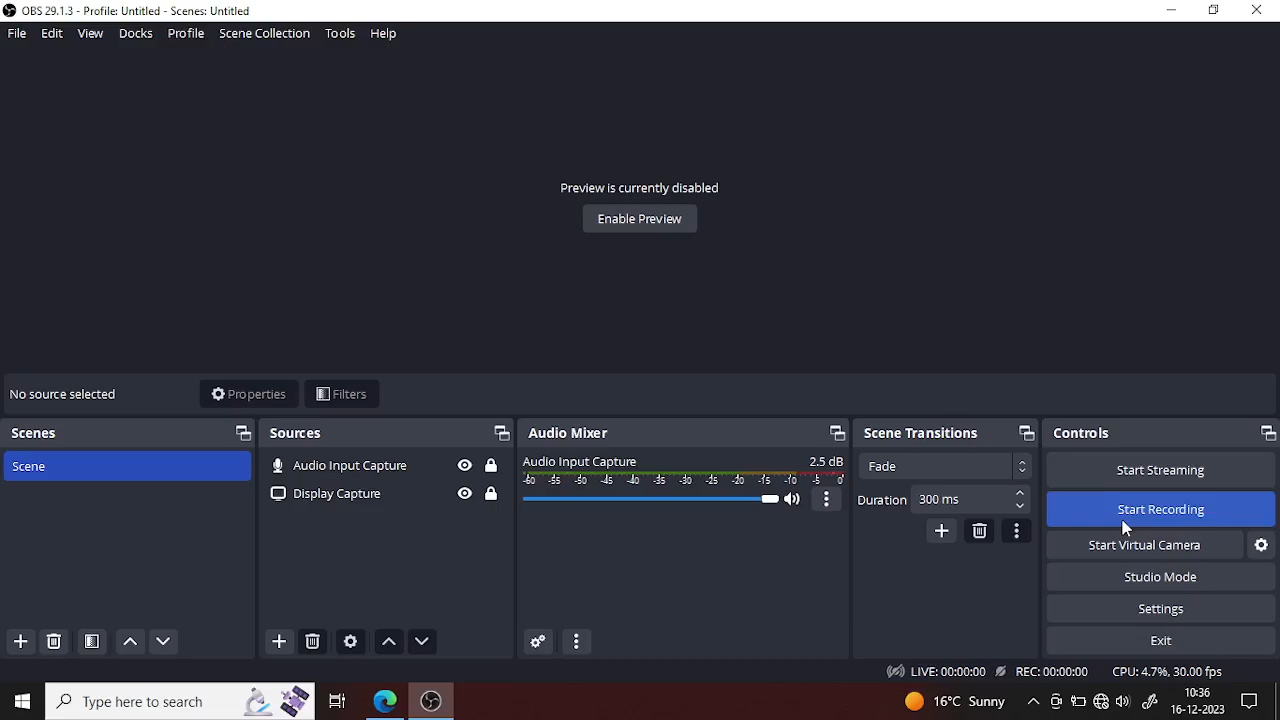 OBS 29.1.3 - Profile: Untitled - Scenes: Untitled
File Edit View Docks Profile Scene Collection Tools Help
Preview is currently disabled
Enable Preview
No source selected Properties Filters
Scenes Sources Audio Mixer Scene Transitions Controls
Scene
Audio Input Capture
Display Capture
Audio Input Capture 2.5 dB
-60 -55 -50 -45 -40 -35 -30 -25 -20 -15 -10 -5 0
Fade
Duration 300 ms
Start Streaming
Start Recording
Start Virtual Camera
Studio Mode
Settings
Exit
LIVE: 00:00:00 REC: 00:00:00 CPU: 4.7%, 30.00 fps
Type here to search
16°C Sunny
10:36
16-12-2023